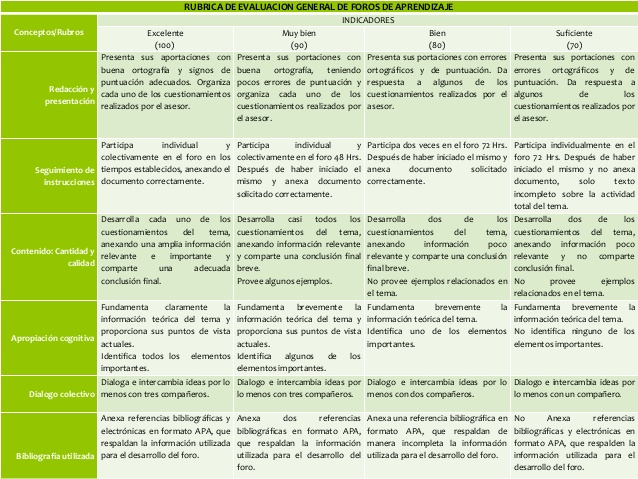 RUBRICA DE EVALUACION GENERAL DE FOROS DE APRENDIZAJE
Conceptos/Rubros
INDICADORES
Excelente
(100)
Muy bien
(90)
Bien
(80)
Suficiente
(70)
Redacción y
presentación
Presenta sus aportaciones con
buena ortografía y signos de
puntuación adecuados. Organiza
cada uno de los cuestionamientos
realizados por el asesor.
Presenta sus portaciones con
buena ortografía, teniendo
pocos errores de puntuación y
organiza cada uno de los
cuestionamientos realizados por
el asesor.
Presenta sus portaciones con errores
ortográficos y de puntuación. Da
respuesta a algunos de los
cuestionamientos realizados por el
asesor.
Presenta sus portaciones con
errores ortográficos y de
puntuación. Da respuesta a
algunos de los
cuestionamientos realizados por
el asesor.
Seguimiento de
instrucciones
Participa individual y
colectivamente en el foro en los
tiempos establecidos, anexando el
documento correctamente.
Participa individual y
colectivamente en el foro 48 Hrs.
Después de haber iniciado el
mismo y anexa documento
solicitado correctamente.
Participa dos veces en el foro 72 Hrs.
Después de haber iniciado el mismo y
anexa documento solicitado
correctamente.
Participa individualmente en el
foro 72 Hrs. Después de haber
iniciado el mismo y no anexa
documento, solo texto
incompleto sobre la actividad
total del tema.
Contenido: Cantidad y
calidad
Desarrolla cada uno de los
cuestionamientos del tema,
anexando una amplia información
relevante e importante y
comparte una adecuada
conclusión final.
Desarrolla casi todos los
cuestionamientos del tema,
anexando información relevante
y comparte una conclusión final
breve.
Provee algunos ejemplos.
Desarrolla dos de los
cuestionamientos del tema,
anexando información poco
relevante y comparte una conclusión
final breve.
No provee ejemplos relacionados en
el tema.
Desarrolla dos de los
cuestionamientos del tema,
anexando información poco
relevante y no comparte
conclusión final.
No provee ejemplos
relacionados en el tema.
Apropiación cognitiva
Fundamenta claramente la
información teórica del tema y
proporciona sus puntos de vista
actuales.
Identifica todos los elementos
importantes.
Fundamenta brevemente la
información teórica del tema y
proporciona sus puntos de vista
actuales.
Identifica algunos de los
elementos importantes.
Fundamenta brevemente la
información teórica del tema.
Identifica uno de los elementos
importantes.
Fundamenta brevemente la
información teórica del tema.
No identifica ninguno de los
elementos importantes.
Dialogo colectivo
Dialoga e intercambia ideas por lo
menos con tres compañeros.
Dialogo e intercambia ideas por
lo menos con tres compañeros.
Dialogo e intercambia ideas por lo
menos con dos compañeros.
Dialogo e intercambia ideas por
lo menos con un compañero.
Bibliografía utilizada
Anexa referencias bibliográficas y
electrónicas en formato APA, que
respaldan la información utilizada
para el desarrollo del foro.
Anexa dos referencias
bibliográficas en formato APA,
que respaldan la información
utilizada para el desarrollo del
foro.
Anexa una referencia bibliográfica en
formato APA, que respaldan de
manera incompleta la información
utilizada para el desarrollo del foro.
No Anexa referencias
bibliográficas y electrónicas en
formato APA, que respalden la
información utilizada para el
desarrollo del foro.